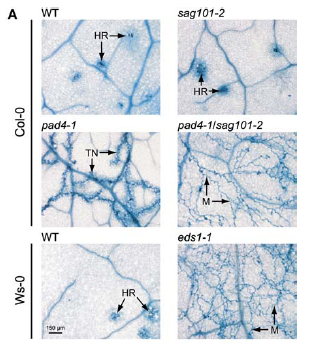 A
WT
sag101-2
HR
HR
Col-0
pad4-1
pad4-1/sag101-2
TN
M
WT
eds1-1
Ws-0
HR
M
150 µm